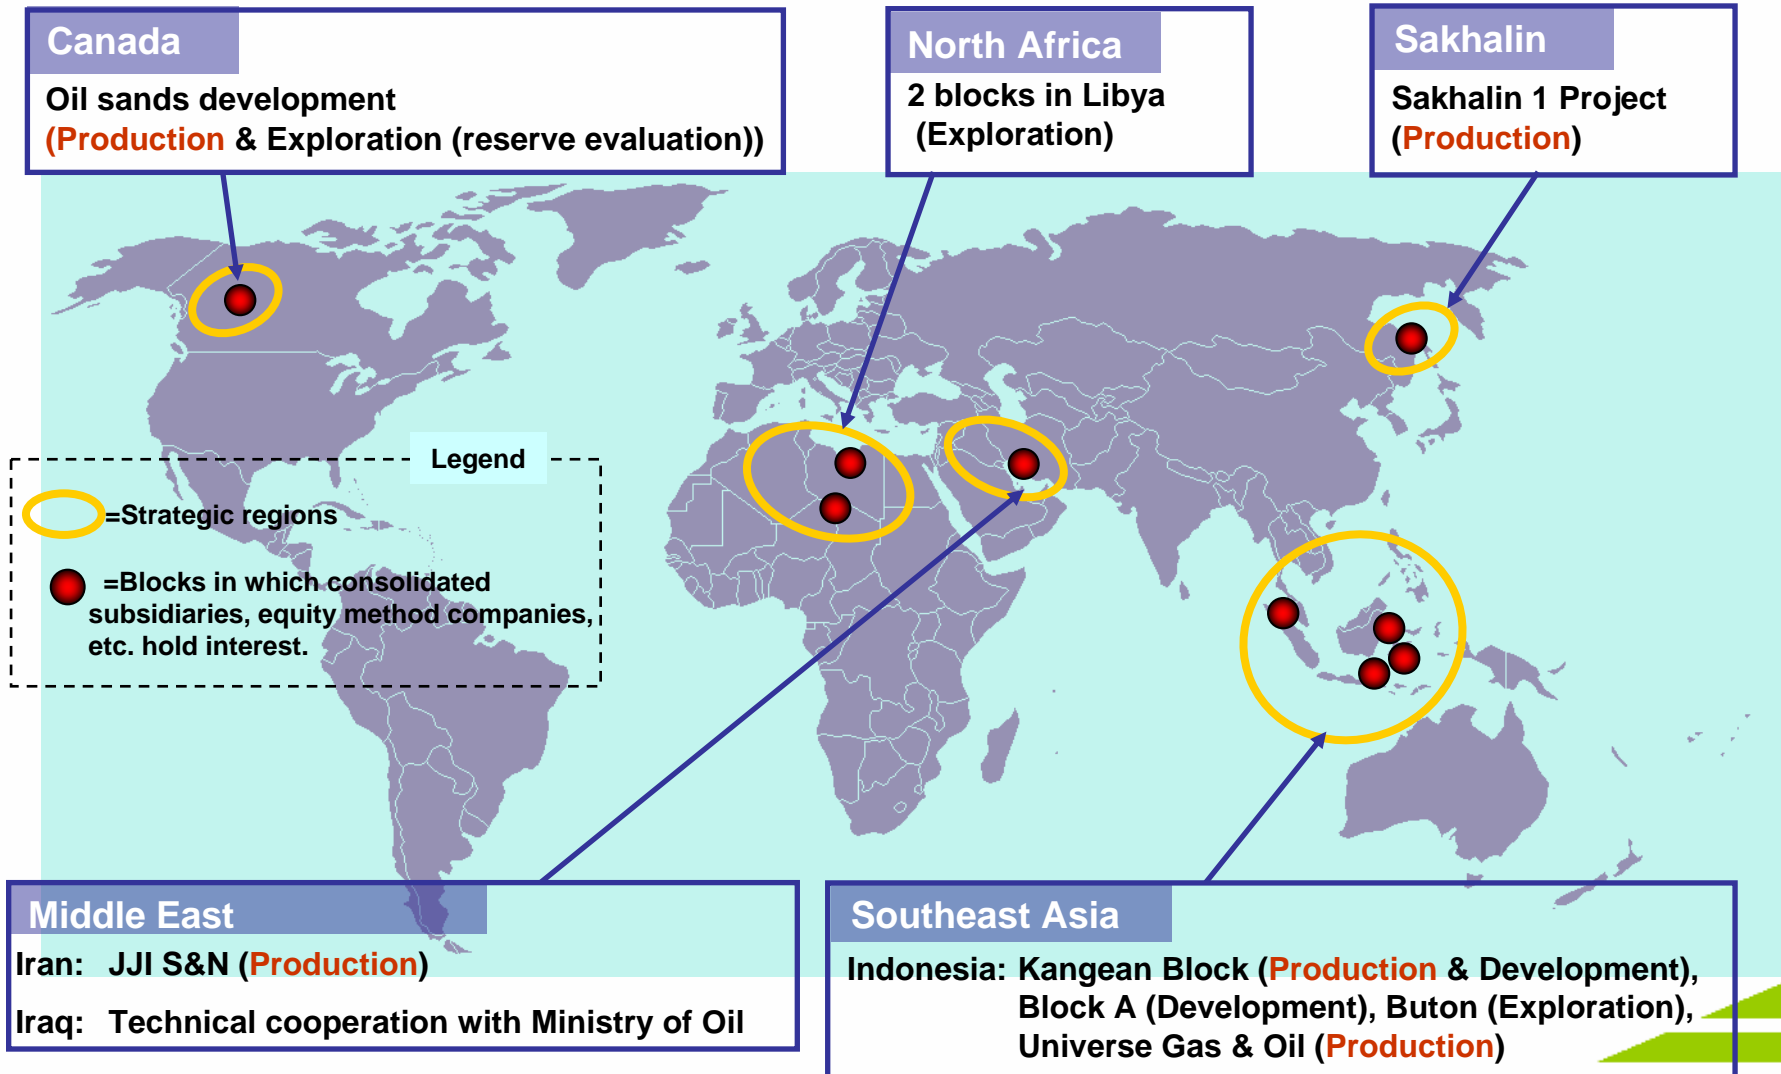 Canada
Oil sands development
(Production & Exploration (reserve evaluation))
North Africa
2 blocks in Libya
(Exploration)
Sakhalin
Sakhalin 1 Project
(Production)
Legend
=Strategic regions
=Blocks in which consolidated
subsidiaries, equity method companies,
etc. hold interest.
Middle East
Iran: JJI S&N (Production)
Iraq: Technical cooperation with Ministry of Oil
Southeast Asia
Indonesia: Kangean Block (Production & Development),
Block A (Development), Buton (Exploration),
Universe Gas & Oil (Production)